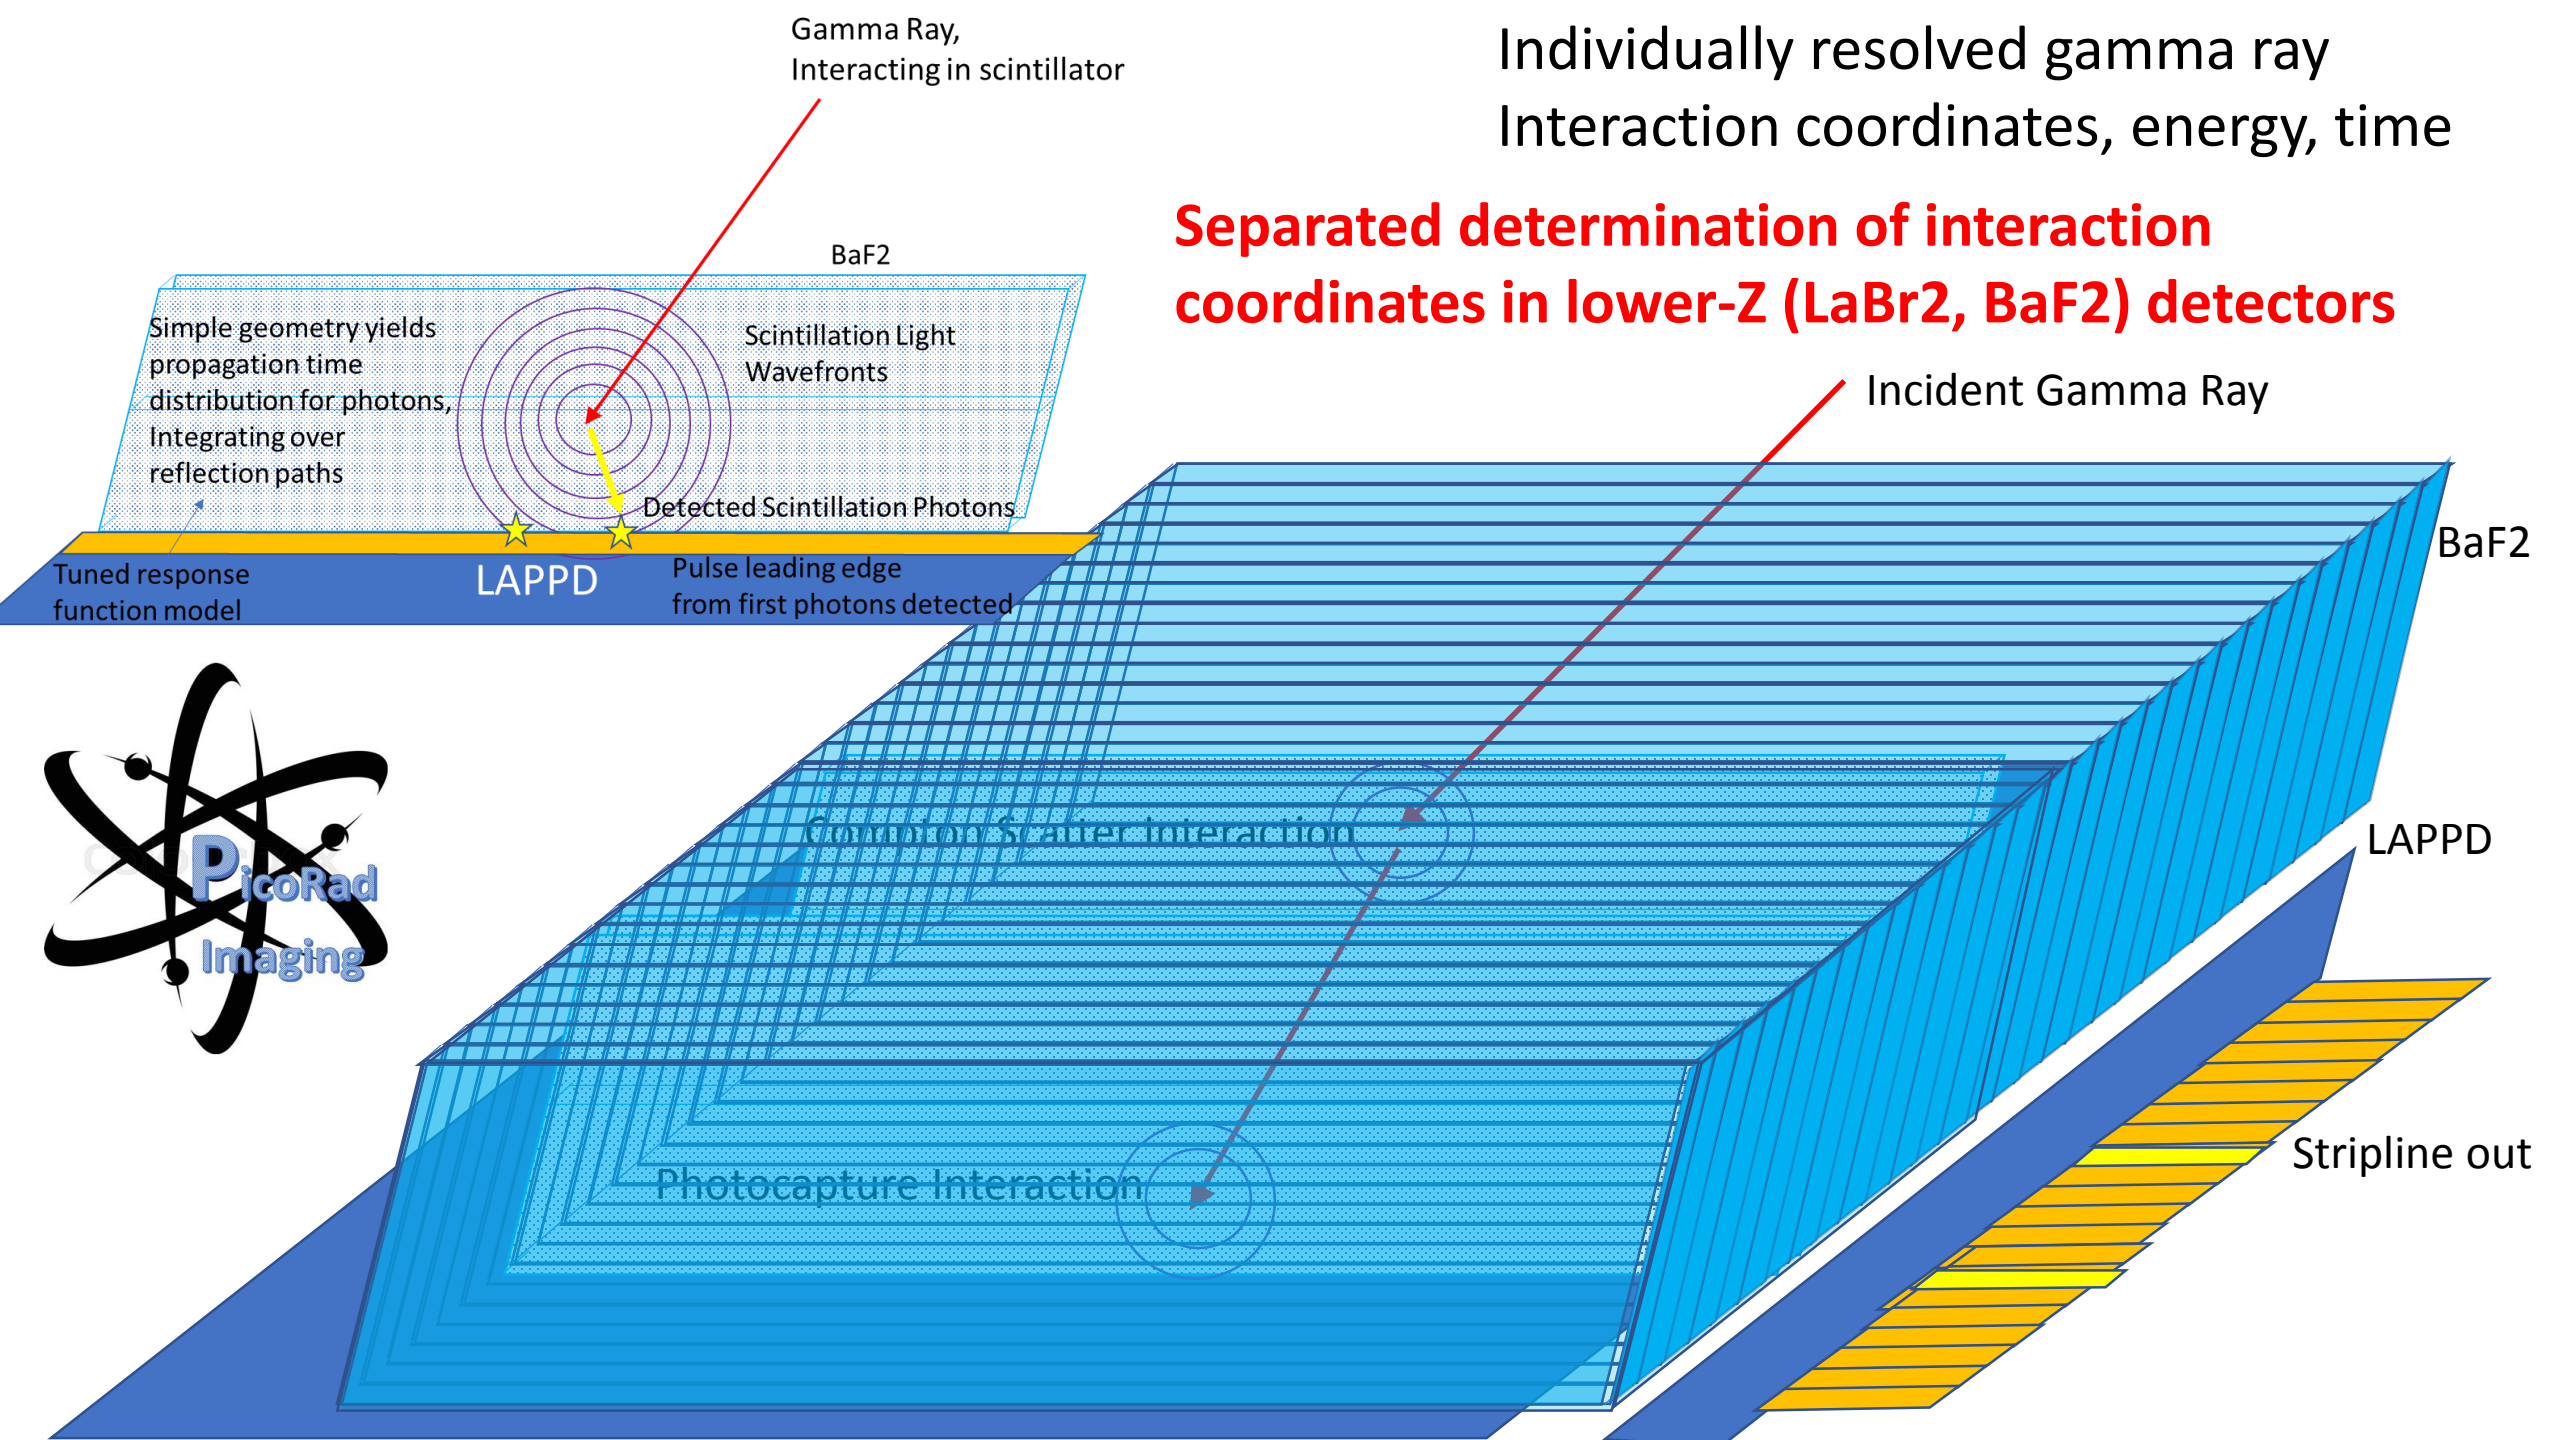 Gamma Ray,
Interacting in scintillator
Individually resolved gamma ray
Interaction coordinates, energy, time
Separated determination of interaction
coordinates in lower-Z (LaBr2, BaF2) detectors
BaF2
Simple geometry yields
propagation time
distribution for photons,
Integrating over
reflection paths
Scintillation Light
Wavefronts
Detected Scintillation Photons
Tuned response
function model
LAPPD
Pulse leading edge
from first photons detected
Incident Gamma Ray
BaF2
LAPPD
Stripline out
Compton Scatter Interaction
Photocapture Interaction
PicoRad
Imaging